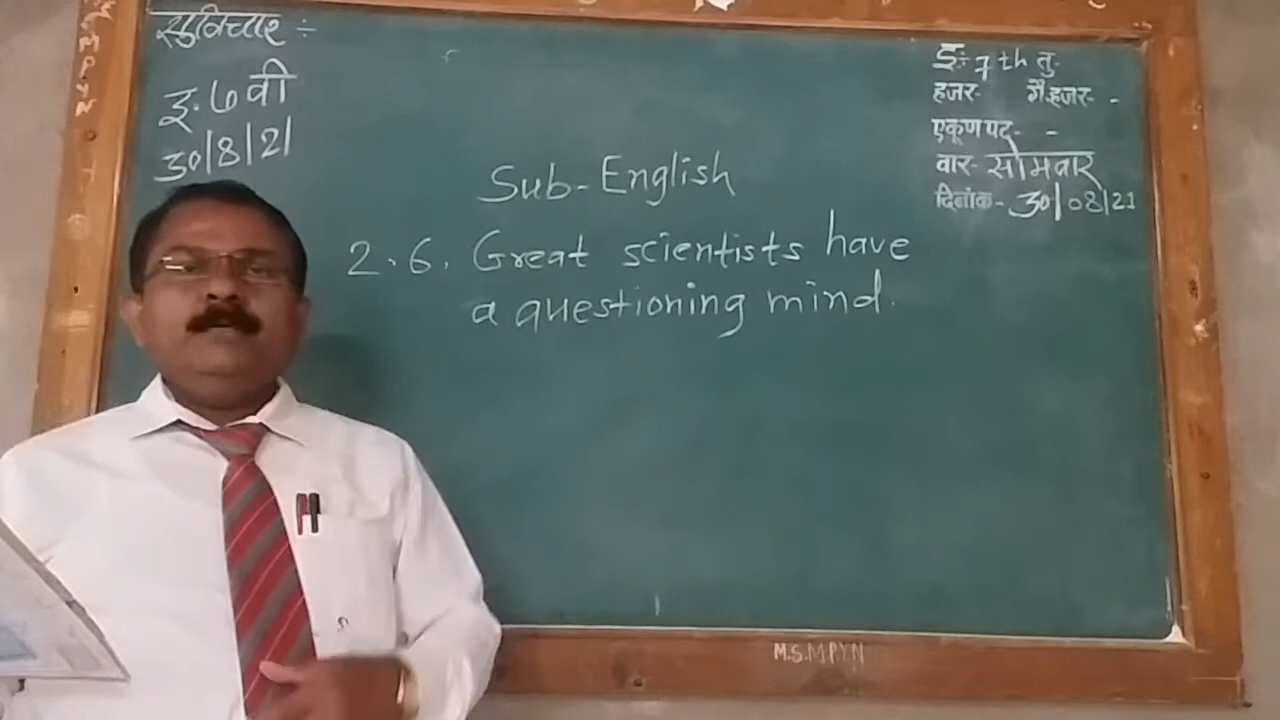 सुविचार ÷
इ. ७ वी
30/8/21
Sub-English
2.6. Great scientists have
a questioning mind.
इ÷ 7th तु-
हजर- गै.हजर- -
एकूण पट- -
वार- सोमवार
दिनांक- 30/08/21
M.S.MPYN